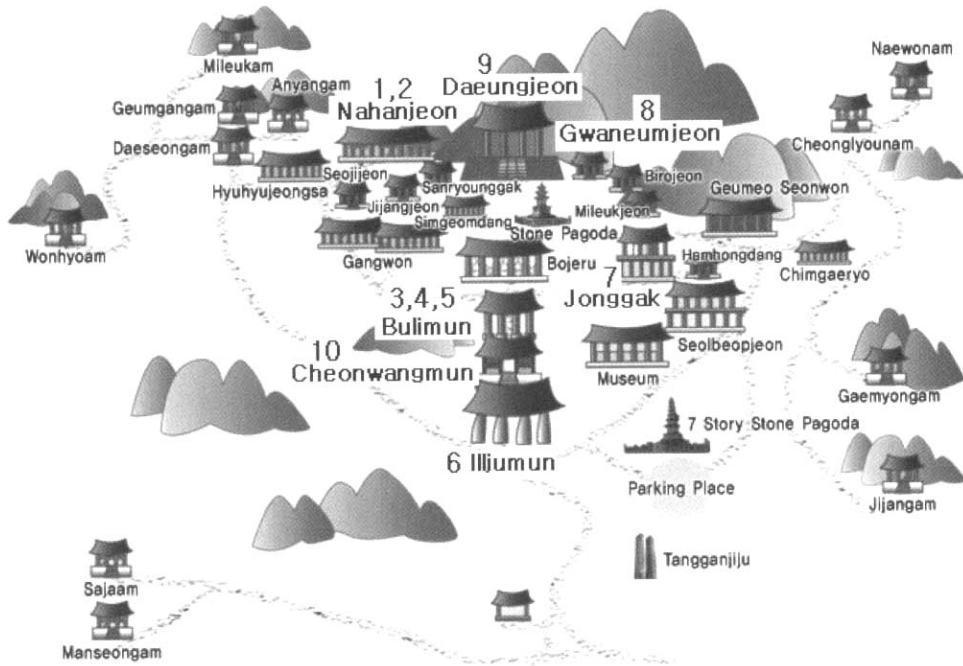 Mileukam
Geumgangam
Anyangam
Daeseongam
Hyuhyujeongsa
Wonhyoam
1,2
Nahanjeon
9
Daeungjeon
8
Gwaneumjeon
Naewonam
Cheonglyounam
Seojijeon
Sanryounggak
Jijangjeon
Simgeomdang
Stone Pagoda
Birojeon
Mileukjeon
Geumeo Seonwon
Gangwon
Bojeru
Hamhongdang
Chimgaeryo
7
Jonggak
3,4,5
Bulimun
10
Cheonwangmun
Seolbeopjeon
Museum
Gaemyongam
7 Story Stone Pagoda
6 Illjumun
Parking Place
Jijangam
Tangganjiju
Sajaam
Manseongam